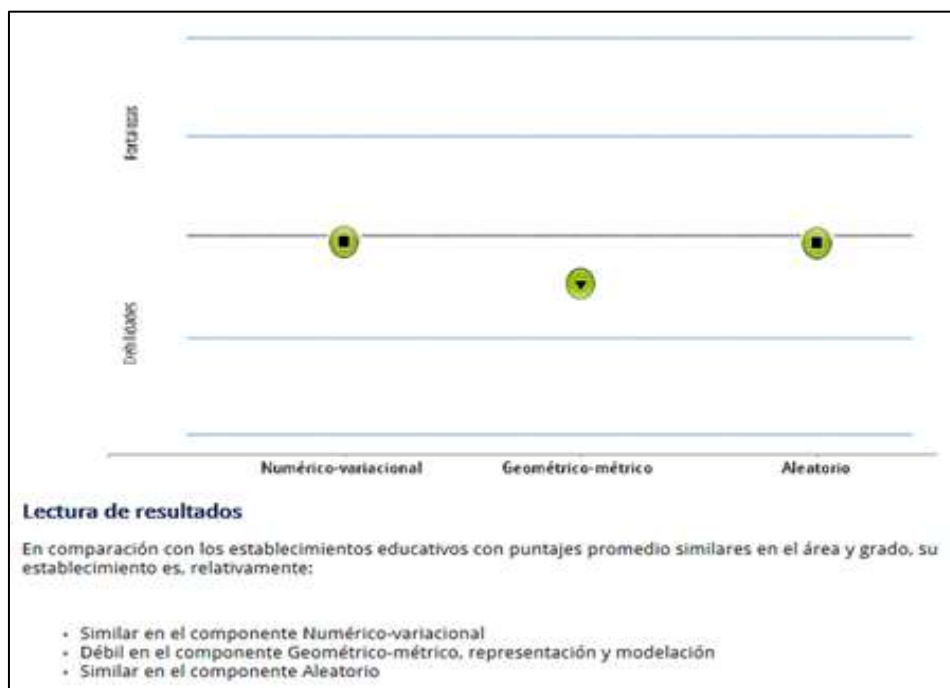 Fortalezas
Debilidades
Numérico-variacional Geométrico-métrico Aleatorio
Lectura de resultados
En comparación con los establecimientos educativos con puntajes promedio similares en el área y grado, su
establecimiento es, relativamente:
• Similar en el componente Numérico-variacional
• Débil en el componente Geométrico-métrico, representación y modelación
• Similar en el componente Aleatorio